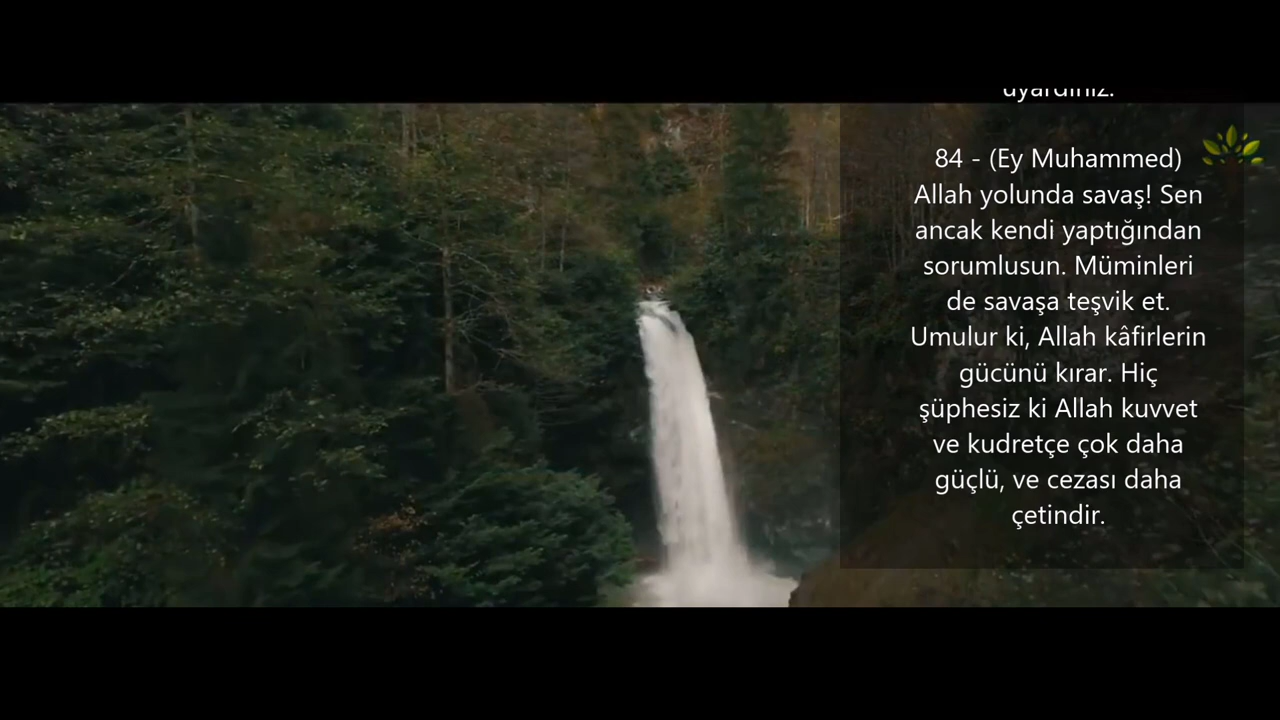 uyardınız.
84 - (Ey Muhammed)
Allah yolunda savaş! Sen
ancak kendi yaptığından
sorumlusun. Müminleri
de savaşa teşvik et.
Umulur ki, Allah kâfirlerin
gücünü kırar. Hiç
şüphesiz ki Allah kuvvet
ve kudretçe çok daha
güçlü, ve cezası daha
çetindir.